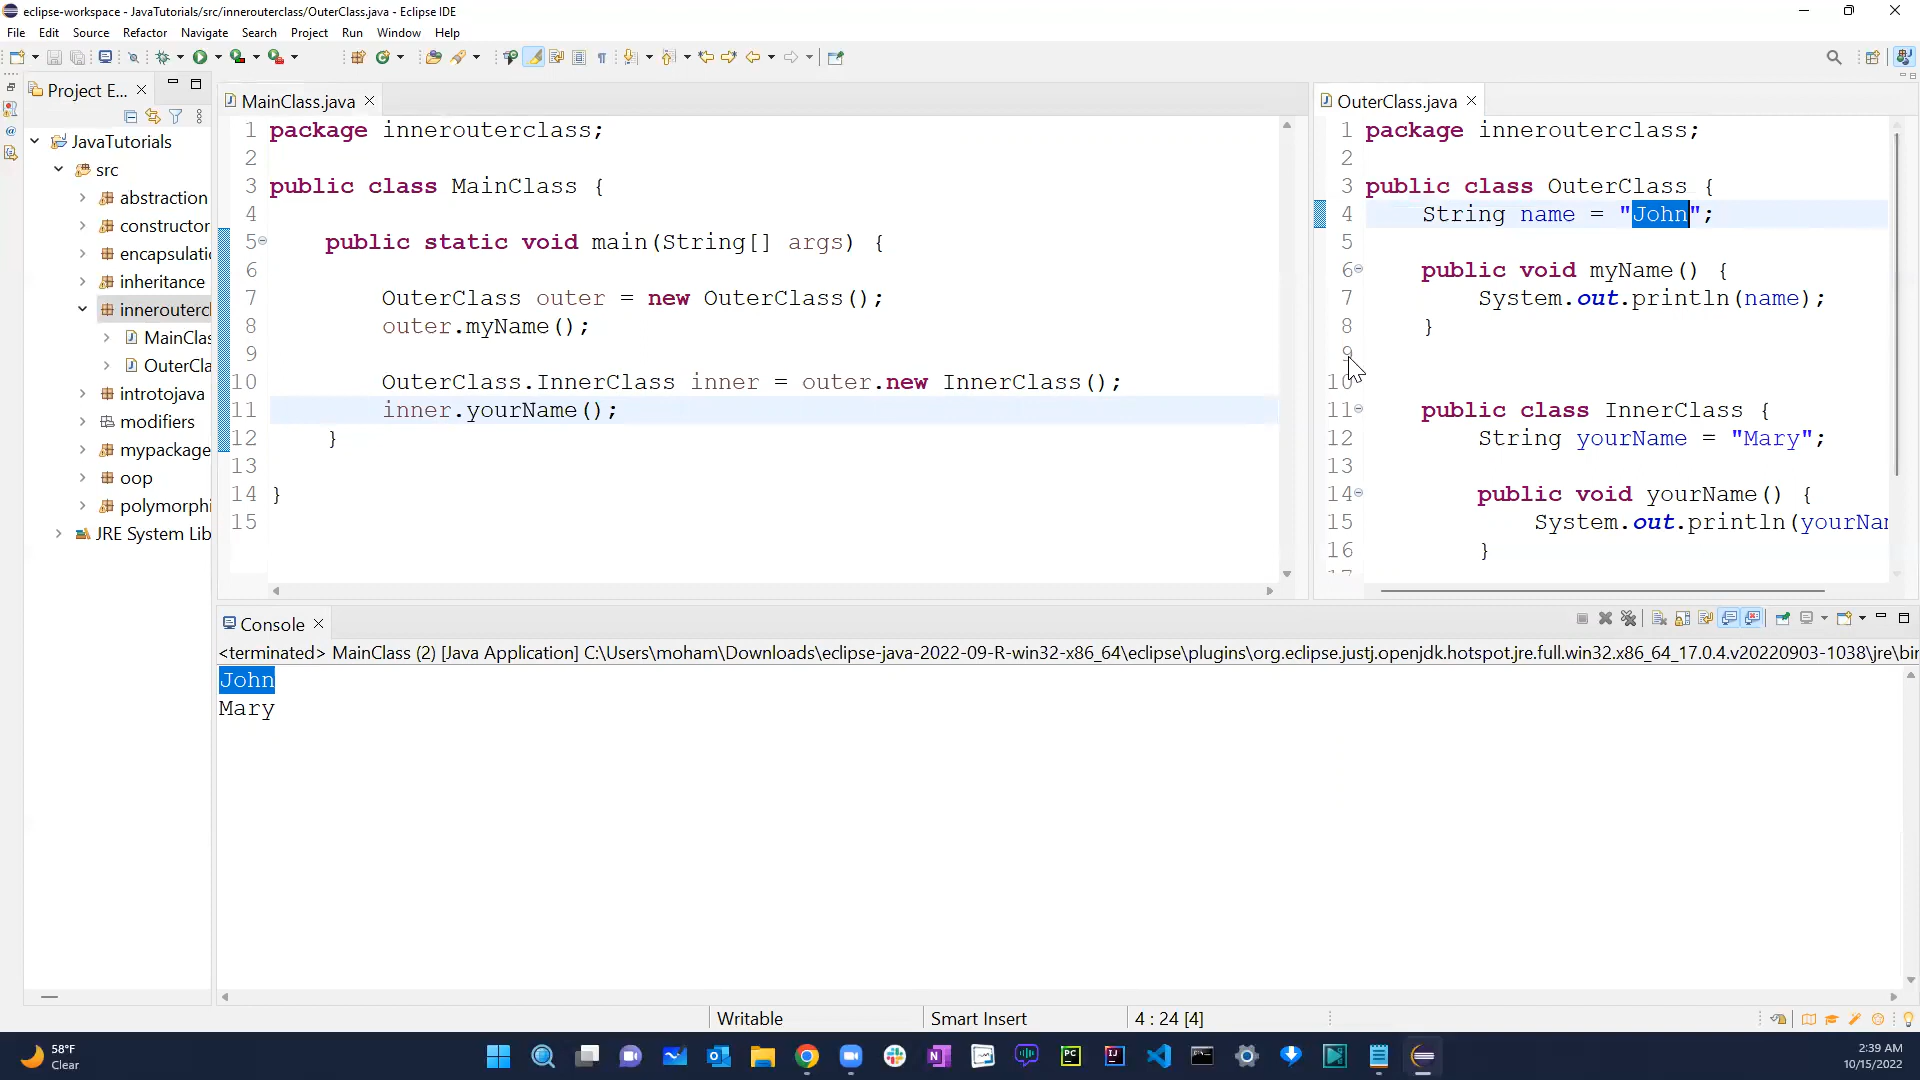 eclipse-workspace - JavaTutorials/src/innerouterclass/OuterClass.java - Eclipse IDE
File Edit Source Refactor Navigate Search Project Run Window Help
Project E...
JavaTutorials
src
abstraction
constructor
encapsulati
inheritance
inneroutercl
MainClas
OuterCla
introtojava
modifiers
mypackage
oop
polymorphi
JRE System Lib
MainClass.java
1 package innerouterclass;
2
3 public class MainClass {
4
5 public static void main(String[] args) {
6
7 OuterClass outer = new OuterClass();
8 outer.myName();
9
10 OuterClass.InnerClass inner = outer.new InnerClass();
11 inner.yourName();
12 }
13
14 }
15
OuterClass.java
1 package innerouterclass;
2
3 public class OuterClass {
4 String name = "John";
5
6 public void myName() {
7 System.out.println(name);
8 }
9
10
11 public class InnerClass {
12 String yourName = "Mary";
13
14 public void yourName() {
15 System.out.println(yourNam
16 }
Console
<terminated> MainClass (2) [Java Application] C:\Users\moham\Downloads\eclipse-java-2022-09-R-win32-x86_64\eclipse\plugins\org.eclipse.justj.openjdk.hotspot.jre.full.win32.x86_64_17.0.4.v20220903-1038\jre\bin
John
Mary
Writable
Smart Insert
4 : 24 [4]
58°F
Clear
2:39 AM
10/15/2022